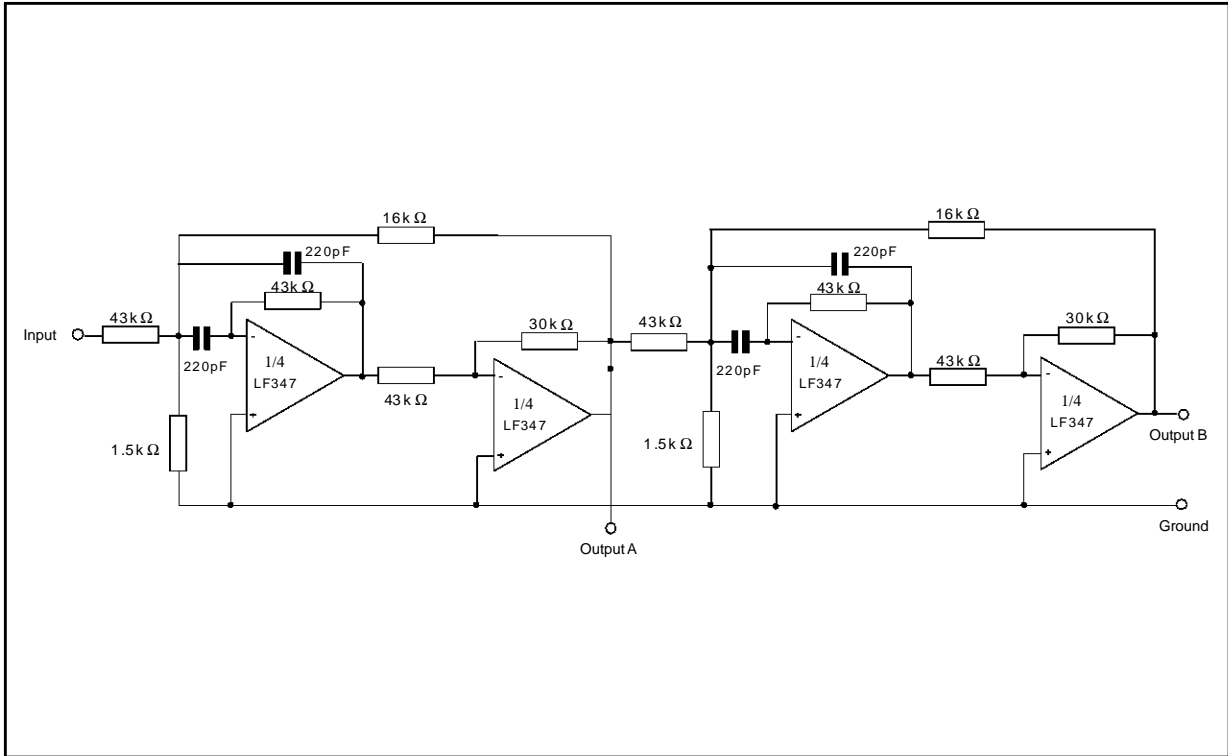 16kΩ
16kΩ
220pF
220pF
43kΩ
43kΩ
Input
43kΩ
30kΩ
43kΩ
30kΩ
-
-
220pF
1/4
LF347
220pF
1/4
LF347
43kΩ
-
43kΩ
-
1/4
LF347
1/4
LF347
+
+
Output B
1.5kΩ
1.5kΩ
+
+
Ground
Output A